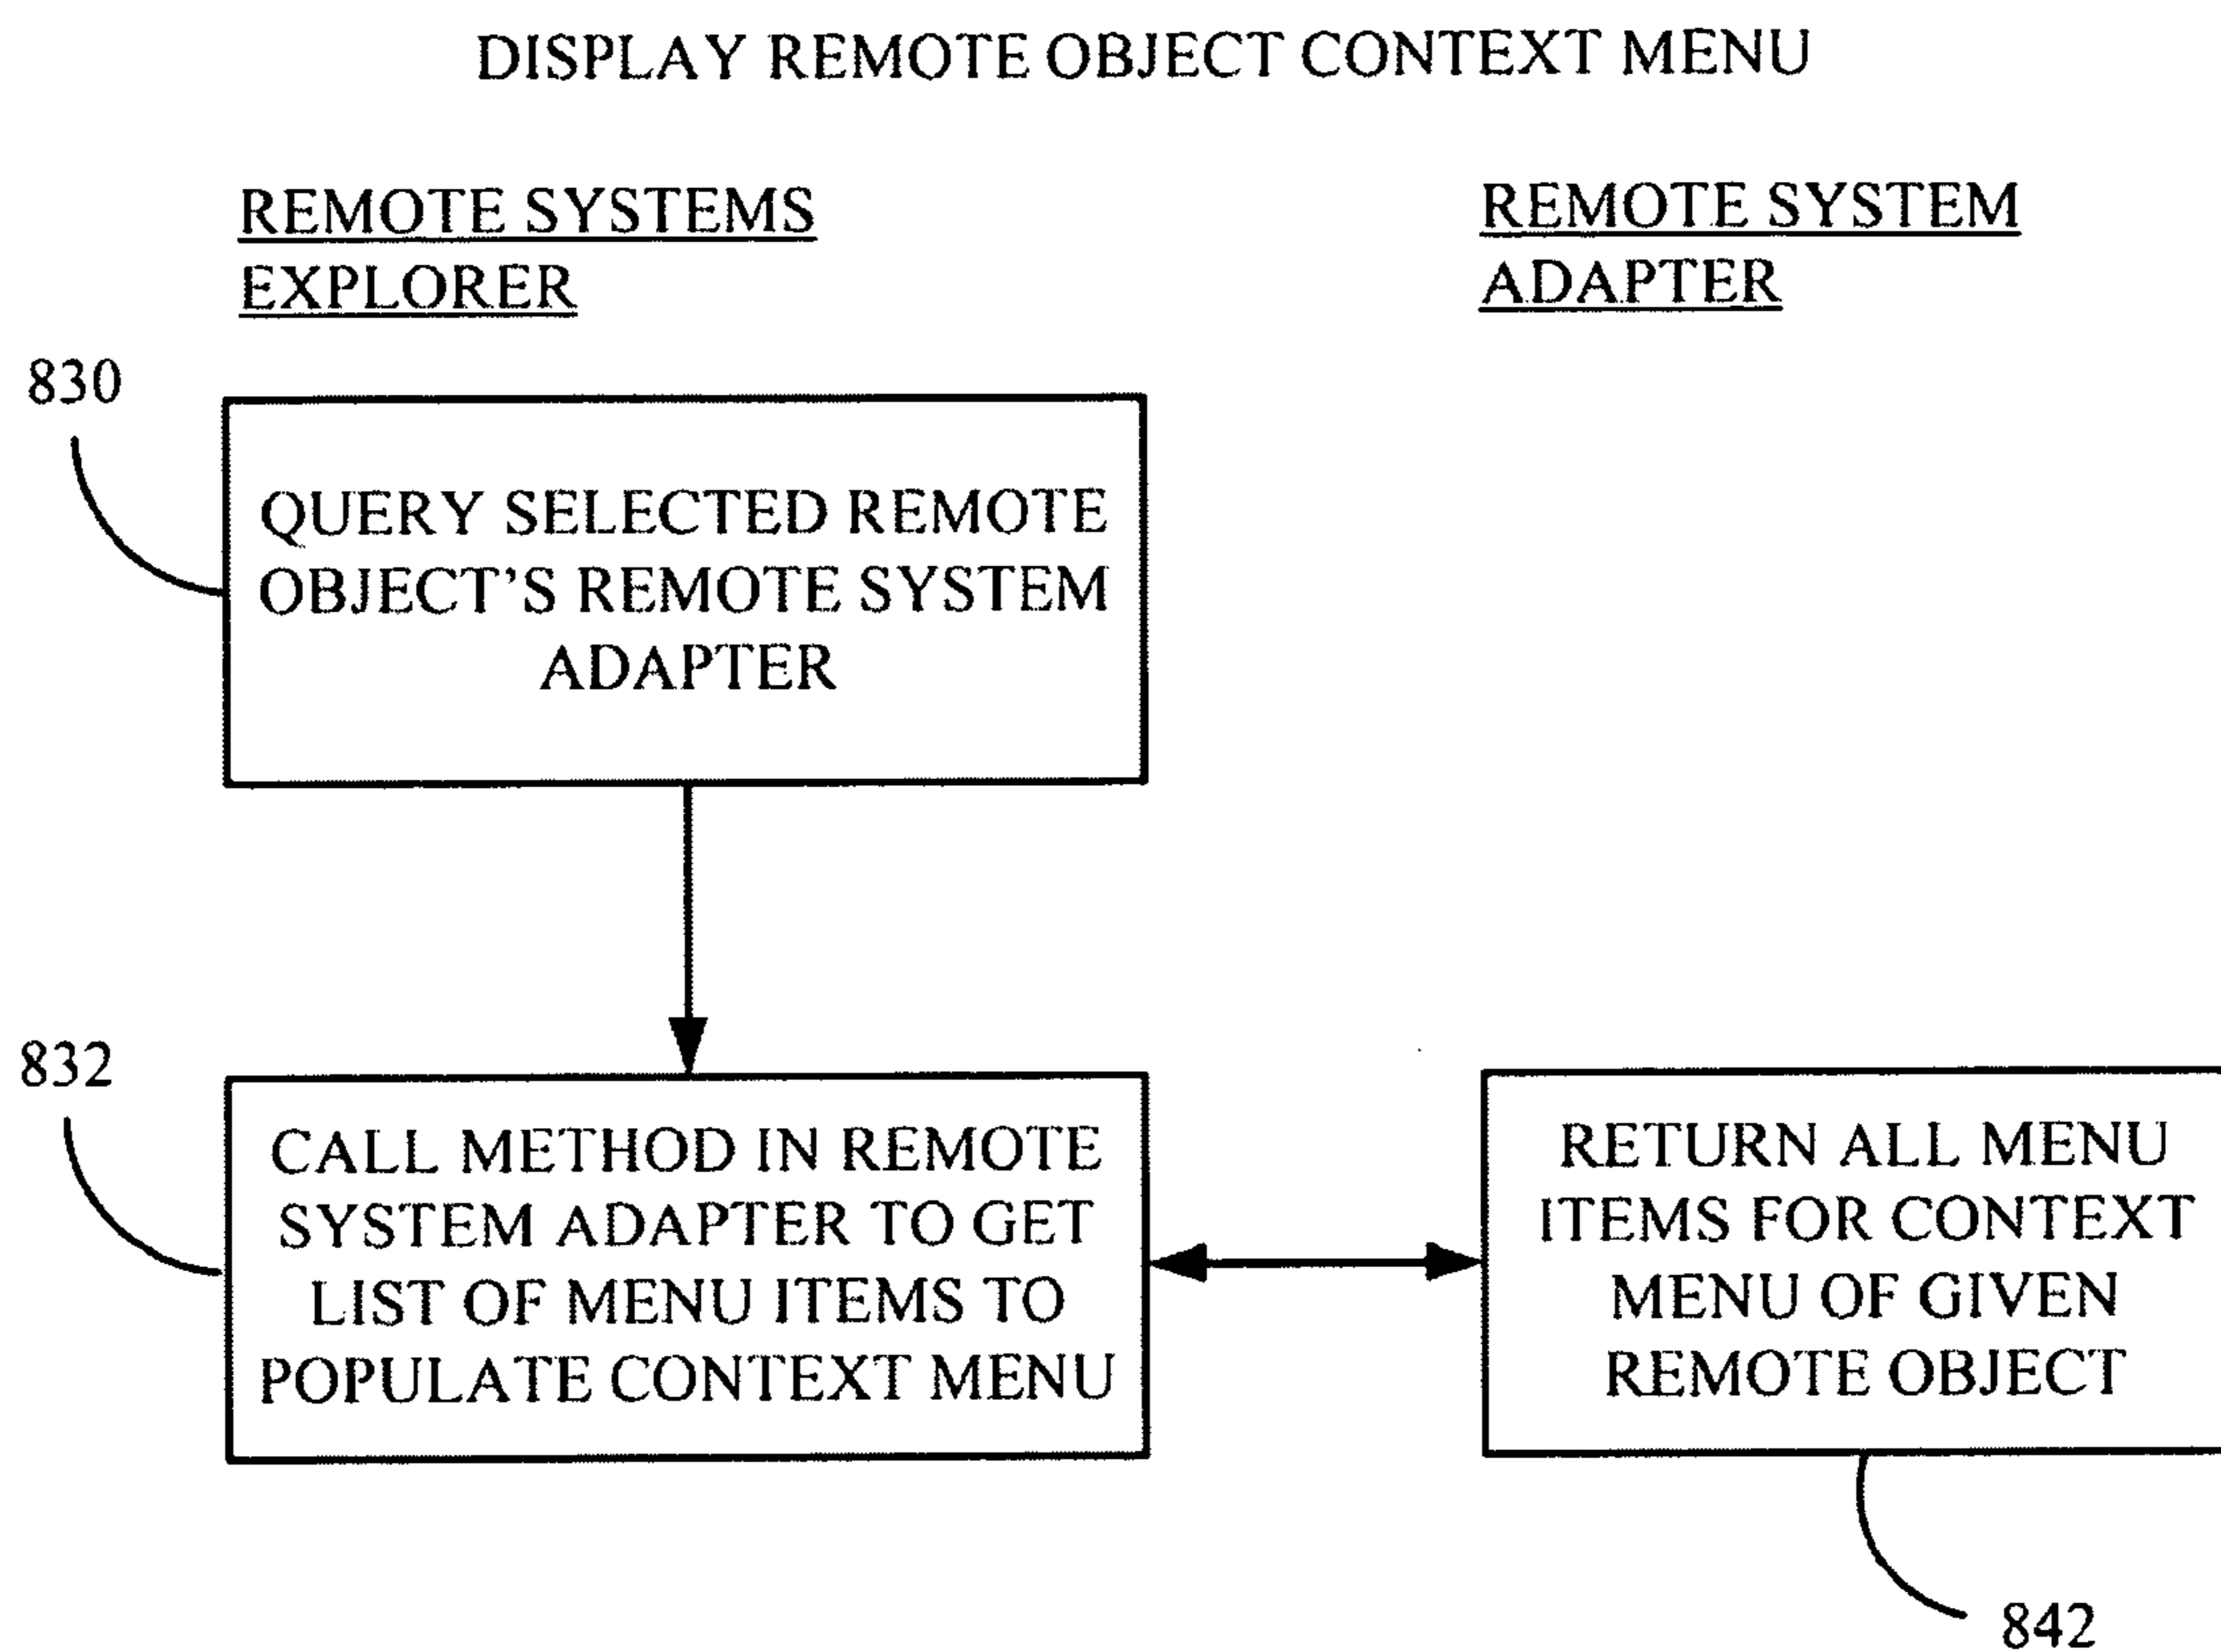 DISPLAY REMOTE OBJECT CONTEXT MENU
REMOTE SYSTEMS
EXPLORER
REMOTE SYSTEM
ADAPTER
830
QUERY SELECTED REMOTE
OBJECT'S REMOTE SYSTEM
ADAPTER
832
CALL METHOD IN REMOTE
SYSTEM ADAPTER TO GET
LIST OF MENU ITEMS TO
POPULATE CONTEXT MENU
RETURN ALL MENU
ITEMS FOR CONTEXT
MENU OF GIVEN
REMOTE OBJECT
842